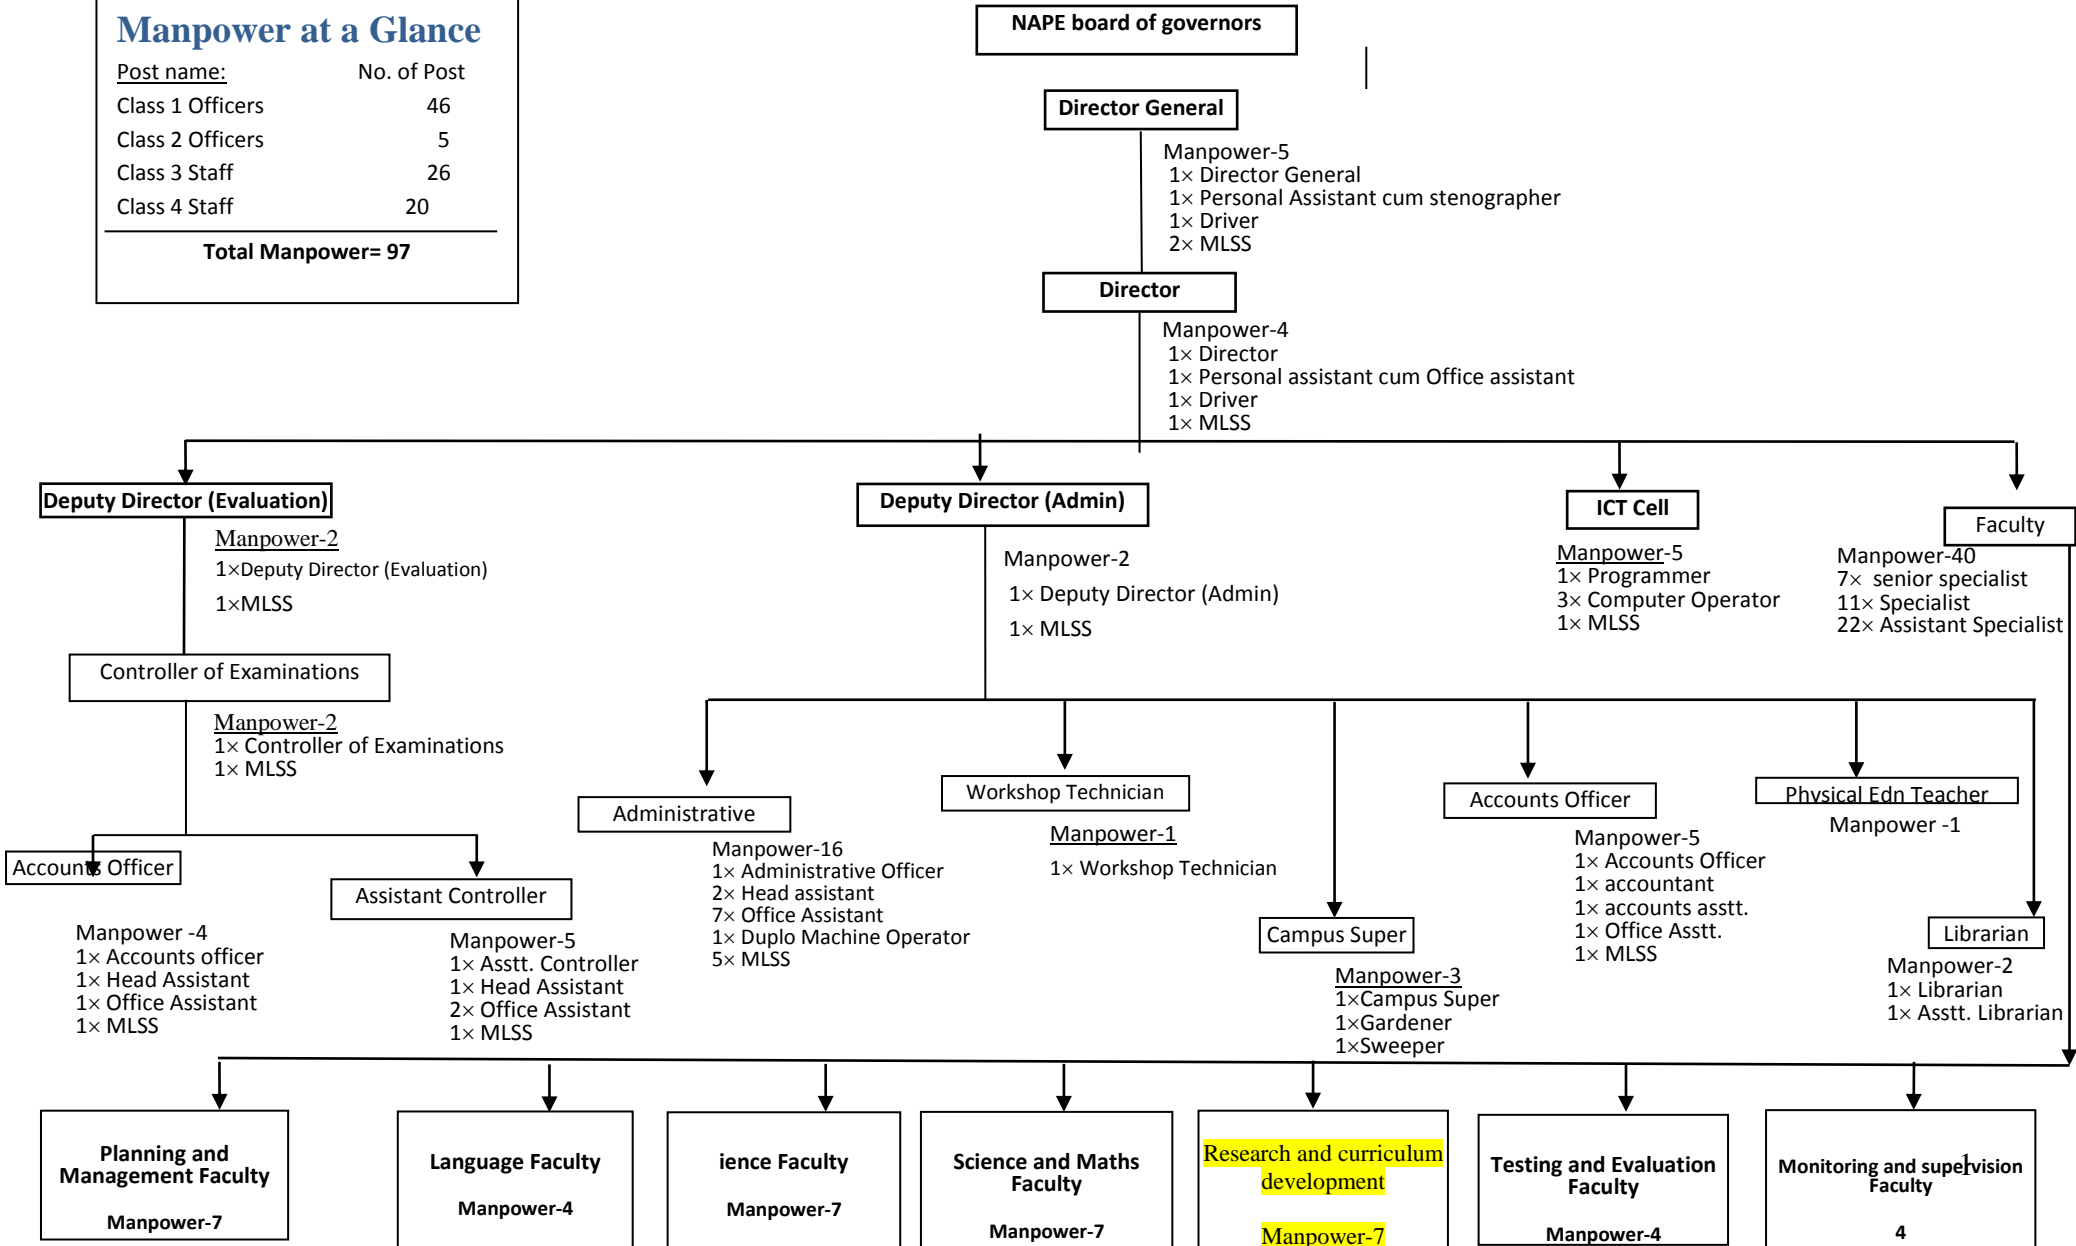 Manpower at a Glance
Post name: No. of Post
Class 1 Officers 46
Class 2 Officers 5
Class 3 Staff 26
Class 4 Staff 20
Total Manpower= 97
NAPE board of governors
Director General
Manpower-5
1× Director General
1× Personal Assistant cum stenographer
1× Driver
2× MLSS
Director
Manpower-4
1× Director
1× Personal assistant cum Office assistant
1× Driver
1× MLSS
Deputy Director (Evaluation)
Manpower-2
1×Deputy Director (Evaluation)
1×MLSS
Deputy Director (Admin)
Manpower-2
1× Deputy Director (Admin)
1× MLSS
ICT Cell
Manpower-5
1× Programmer
3× Computer Operator
1× MLSS
Faculty
Manpower-40
7× senior specialist
11× Specialist
22× Assistant Specialist
Controller of Examinations
Manpower-2
1× Controller of Examinations
1× MLSS
Accounts Officer
Manpower -4
1× Accounts officer
1× Head Assistant
1× Office Assistant
1× MLSS
Assistant Controller
Manpower-5
1× Asstt. Controller
1× Head Assistant
2× Office Assistant
1× MLSS
Administrative
Manpower-16
1× Administrative Officer
2× Head assistant
7× Office Assistant
1× Duplo Machine Operator
5× MLSS
Workshop Technician
Manpower-1
1× Workshop Technician
Campus Super
Manpower-3
1×Campus Super
1×Gardener
1×Sweeper
Accounts Officer
Manpower-5
1× Accounts Officer
1× accountant
1× accounts asstt.
1× Office Asstt.
1× MLSS
Physical Edn Teacher
Manpower -1
Librarian
Manpower-2
1× Librarian
1× Asstt. Librarian
Planning and
Management Faculty
Manpower-7
Language Faculty
Manpower-4
ience Faculty
Manpower-7
Science and Maths
Faculty
Manpower-7
Research and curriculum
development
Manpower-7
Testing and Evaluation
Faculty
Manpower-4
Monitoring and supervision
Faculty
4
1